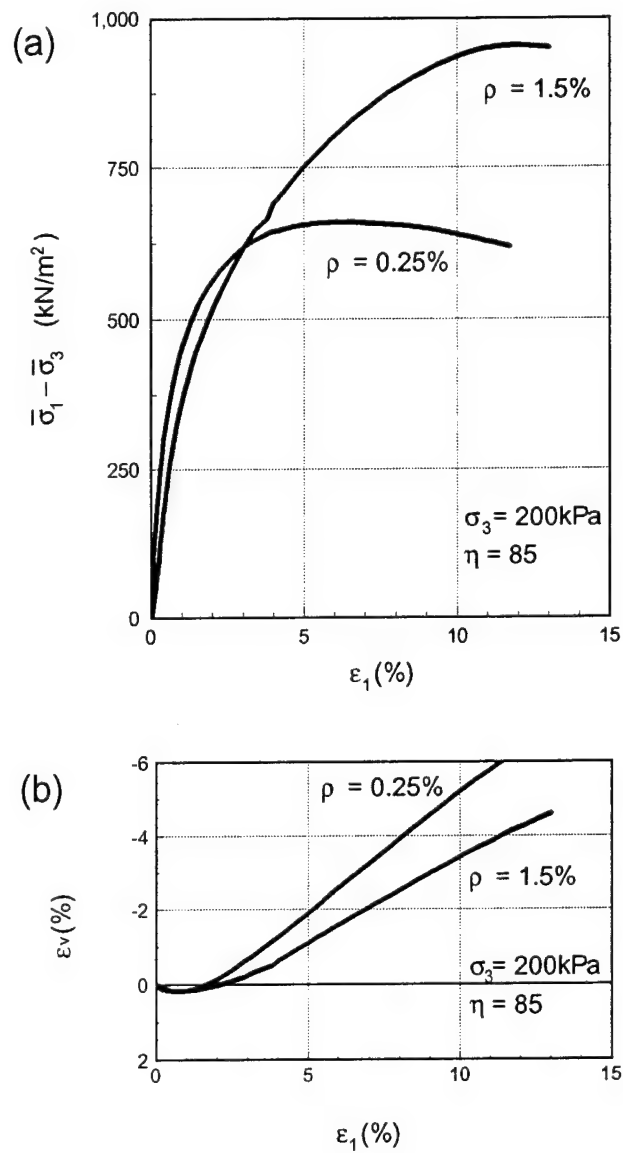 (a)
1,000
750
500
250
0
0 5 10 15
σ̅₁ – σ̅₃ (kN/m²)
ρ = 1.5%
ρ = 0.25%
σ₃= 200kPa
η = 85
ε₁(%)
(b)
-6
-4
-2
0
2
0 5 10 15
εᵥ(%)
ρ = 0.25%
ρ = 1.5%
σ₃= 200kPa
η = 85
ε₁(%)